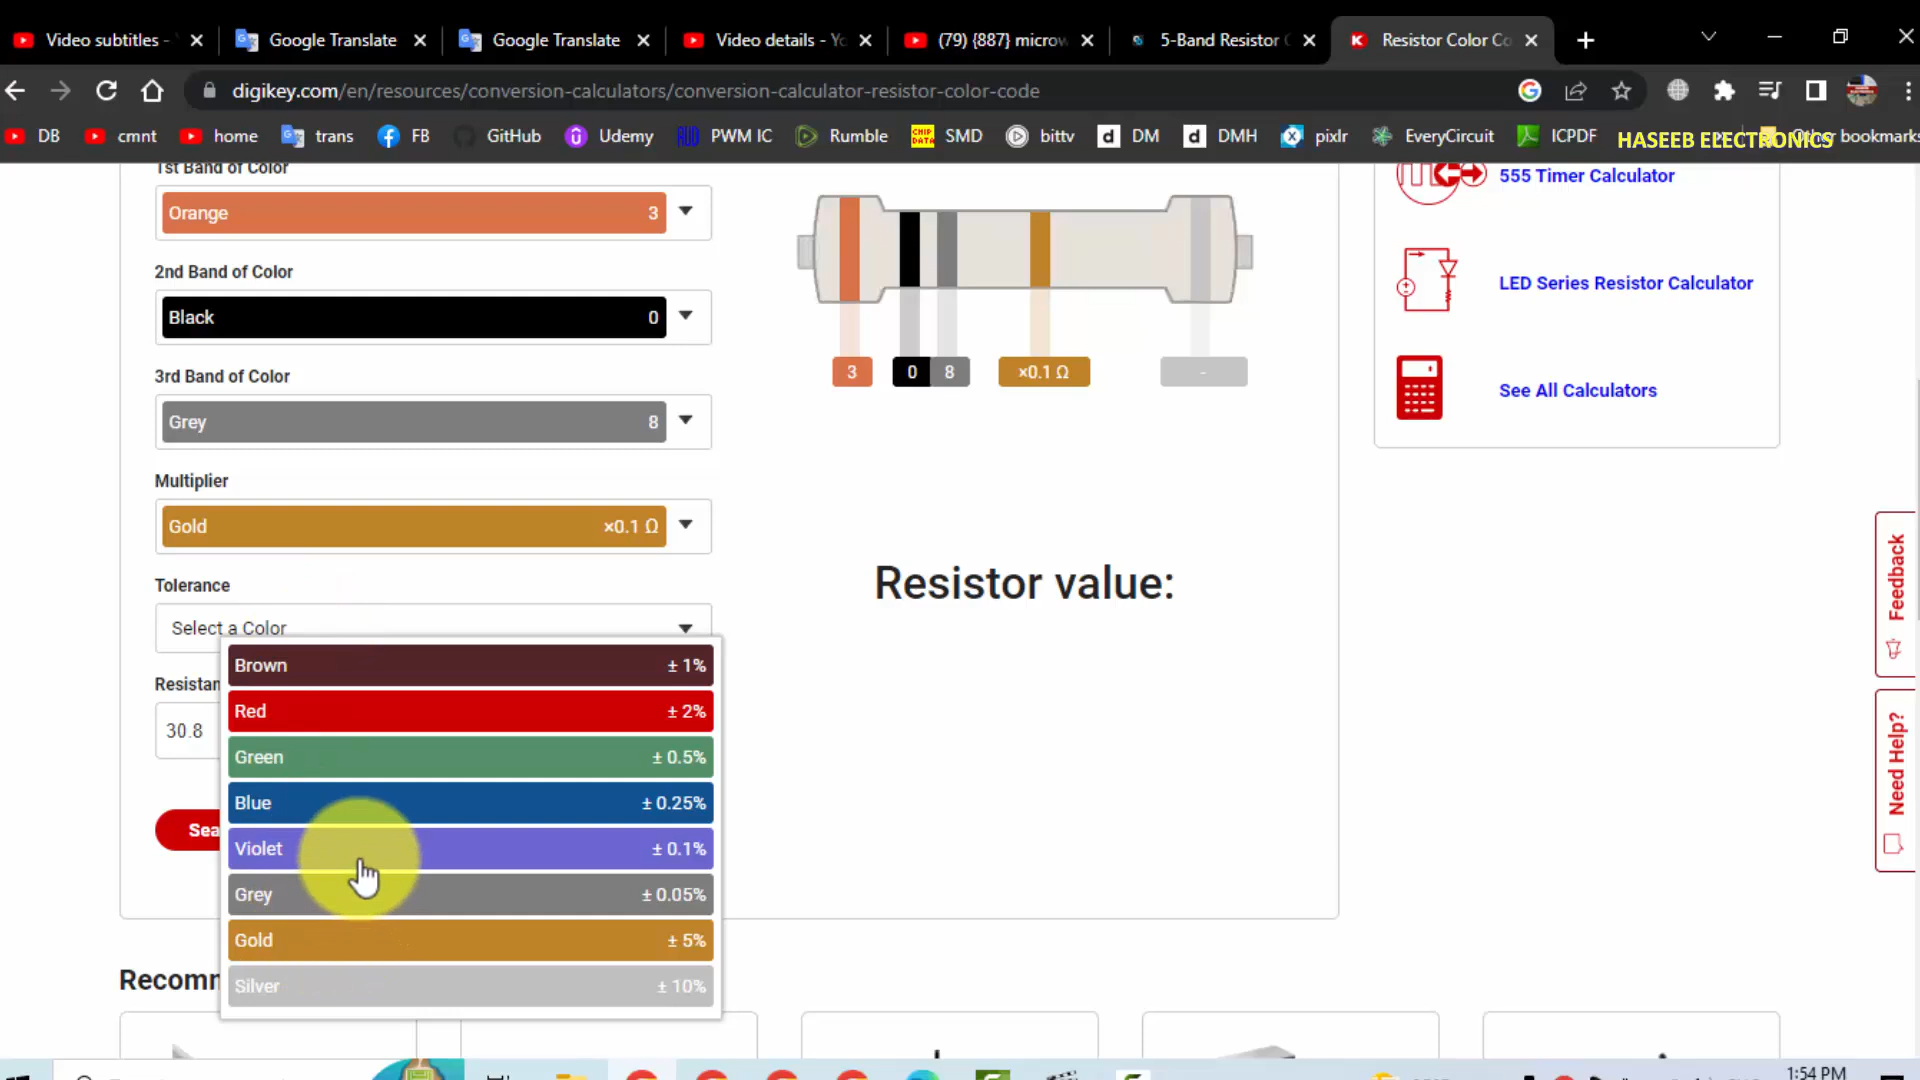 Video subtitles -
Google Translate
Google Translate
Video details - Yo
(79) {887} microw
5-Band Resistor C
Resistor Color Co
digikey.com/en/resources/conversion-calculators/conversion-calculator-resistor-color-code
DB
cmnt
home
trans
FB
GitHub
Udemy
PWM IC
Rumble
CHIP DATA
SMD
bittv
d
DM
d
DMH
pixlr
EveryCircuit
ICPDF
HASEEB ELECTRONICS
Other bookmarks
1st Band of Color
Orange 3
2nd Band of Color
Black 0
3rd Band of Color
Grey 8
Multiplier
Gold ×0.1 Ω
Tolerance
Select a Color
Brown ± 1%
Red ± 2%
Green ± 0.5%
Blue ± 0.25%
Violet ± 0.1%
Grey ± 0.05%
Gold ± 5%
Silver ± 10%
Resistan
30.8
Sea
Recomm
3 0 8 ×0.1 Ω -
Resistor value:
555 Timer Calculator
LED Series Resistor Calculator
See All Calculators
Feedback
Need Help?
1:54 PM